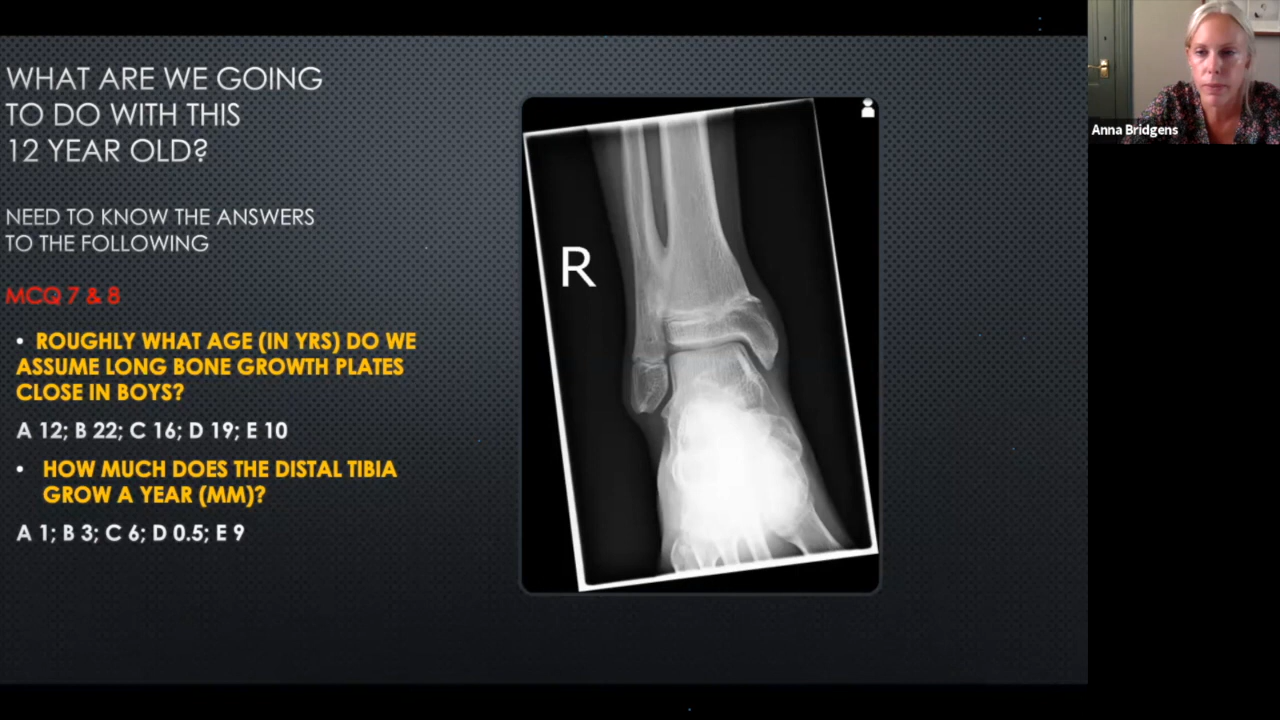 WHAT ARE WE GOING
TO DO WITH THIS
12 YEAR OLD?
NEED TO KNOW THE ANSWERS
TO THE FOLLOWING
MCQ 7 & 8
• ROUGHLY WHAT AGE (IN YRS) DO WE
ASSUME LONG BONE GROWTH PLATES
CLOSE IN BOYS?
A 12; B 22; C 16; D 19; E 10
• HOW MUCH DOES THE DISTAL TIBIA
GROW A YEAR (MM)?
A 1; B 3; C 6; D 0.5; E 9
R
Anna Bridgens